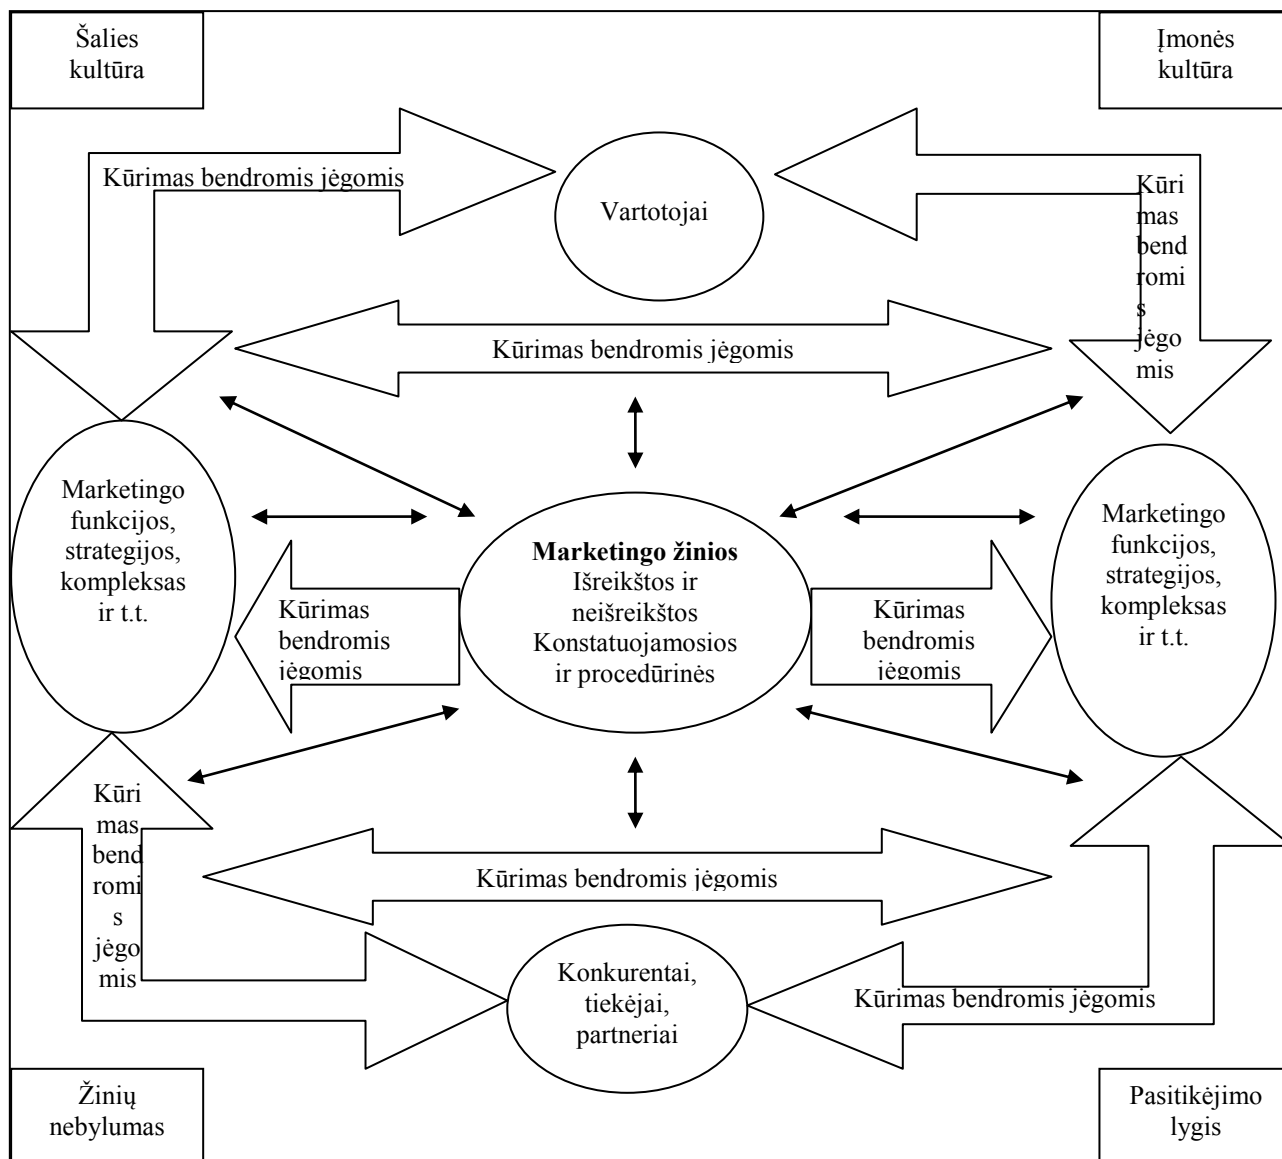 Šalies
kultūra
Įmonės
kultūra
Kūrimas bendromis jėgomis
Vartotojai
Kūri
mas
bend
romi
s
jėgo
mis
Kūrimas bendromis jėgomis
Marketingo
funkcijos,
strategijos,
kompleksas
ir t.t.
Marketingo žinios
Išreikštos ir
neišreikštos
Konstatuojamosios
ir procedūrinės
Marketingo
funkcijos,
strategijos,
kompleksas
ir t.t.
Kūrimas
bendromis
jėgomis
Kūrimas
bendromis
jėgomis
Kūri
mas
bend
romi
s
jėgo
mis
Kūrimas bendromis jėgomis
Konkurentai,
tiekėjai,
partneriai
Kūrimas bendromis jėgomis
Žinių
nebylumas
Pasitikėjimo
lygis